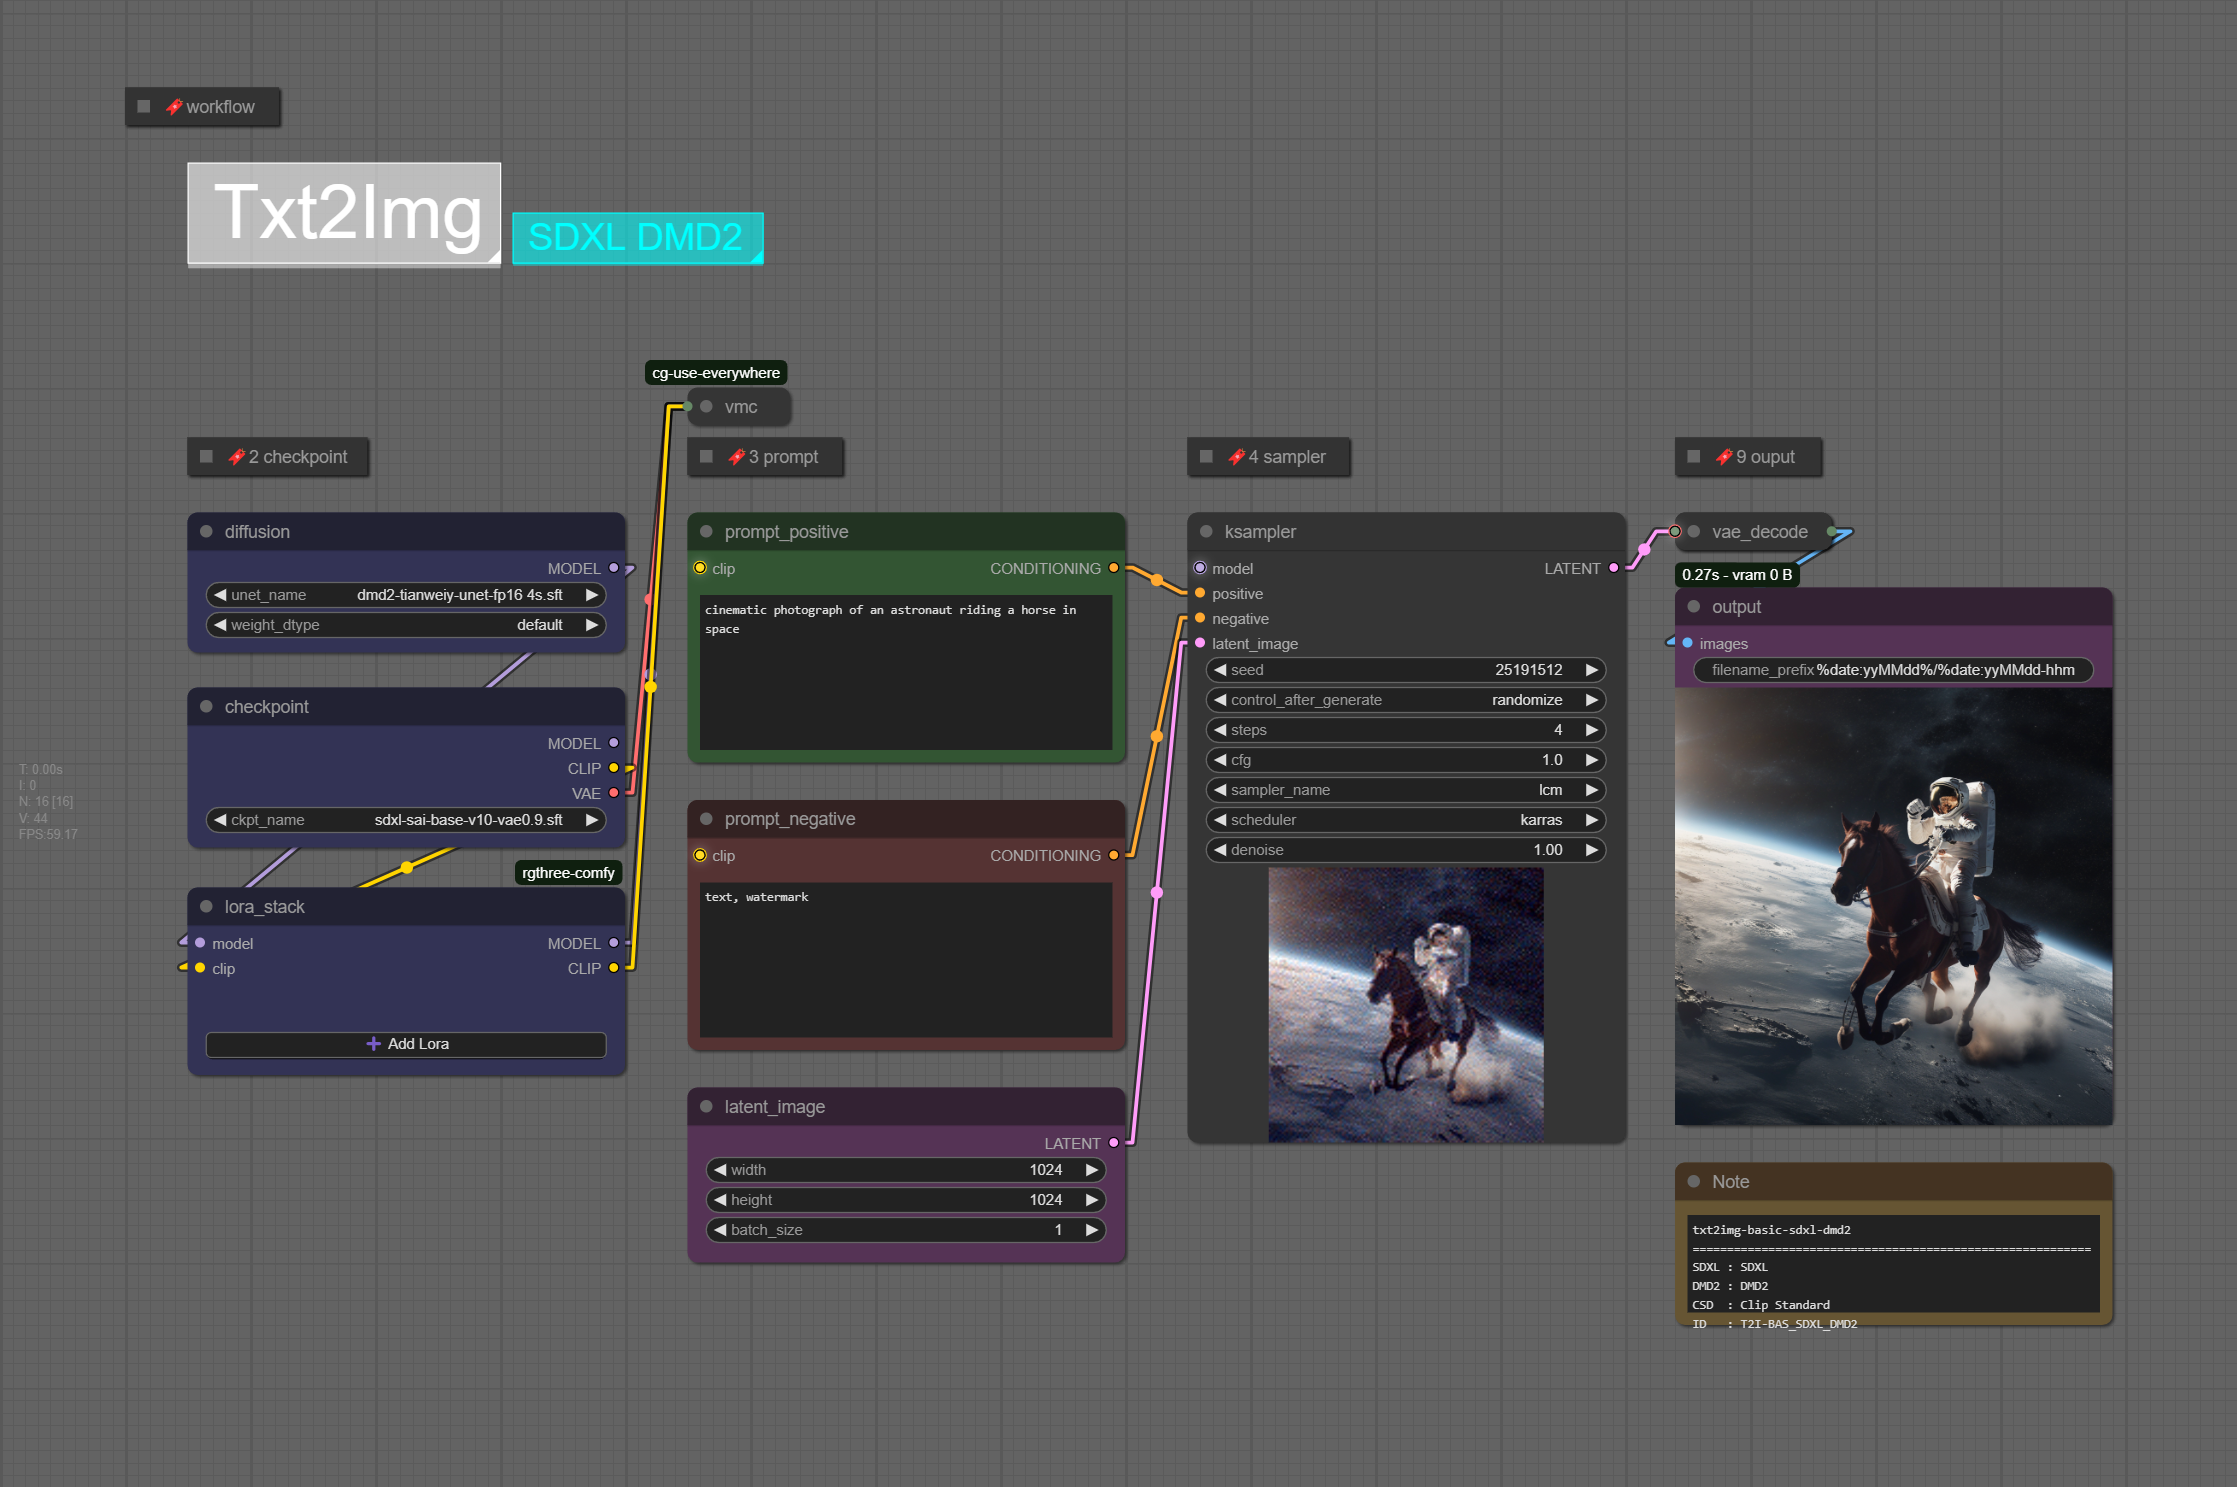 workflow
Txt2Img
SDXL DMD2
cg-use-everywhere
vmc
2 checkpoint
3 prompt
4 sampler
9 ouput
diffusion
MODEL
unet_name dmd2-tianweiy-unet-fp16 4s.sft
weight_dtype default
checkpoint
MODEL
CLIP
VAE
ckpt_name sdxl-sai-base-v10-vae0.9.sft
rgthree-comfy
lora_stack
model MODEL
clip CLIP
Add Lora
T: 0.00s
I: 0
N: 16 [16]
V: 44
FPS:59.17
prompt_positive
clip CONDITIONING
cinematic photograph of an astronaut riding a horse in
space
prompt_negative
clip CONDITIONING
text, watermark
latent_image
LATENT
width 1024
height 1024
batch_size 1
ksampler
model LATENT
positive
negative
latent_image
seed 25191512
control_after_generate randomize
steps 4
cfg 1.0
sampler_name lcm
scheduler karras
denoise 1.00
vae_decode
0.27s - vram 0 B
output
images
filename_prefix %date:yyMMdd%/%date:yyMMdd-hhm
Note
txt2img-basic-sdxl-dmd2
==========================================================
SDXL : SDXL
DMD2 : DMD2
CSD : Clip Standard
ID : T2I-BAS_SDXL_DMD2